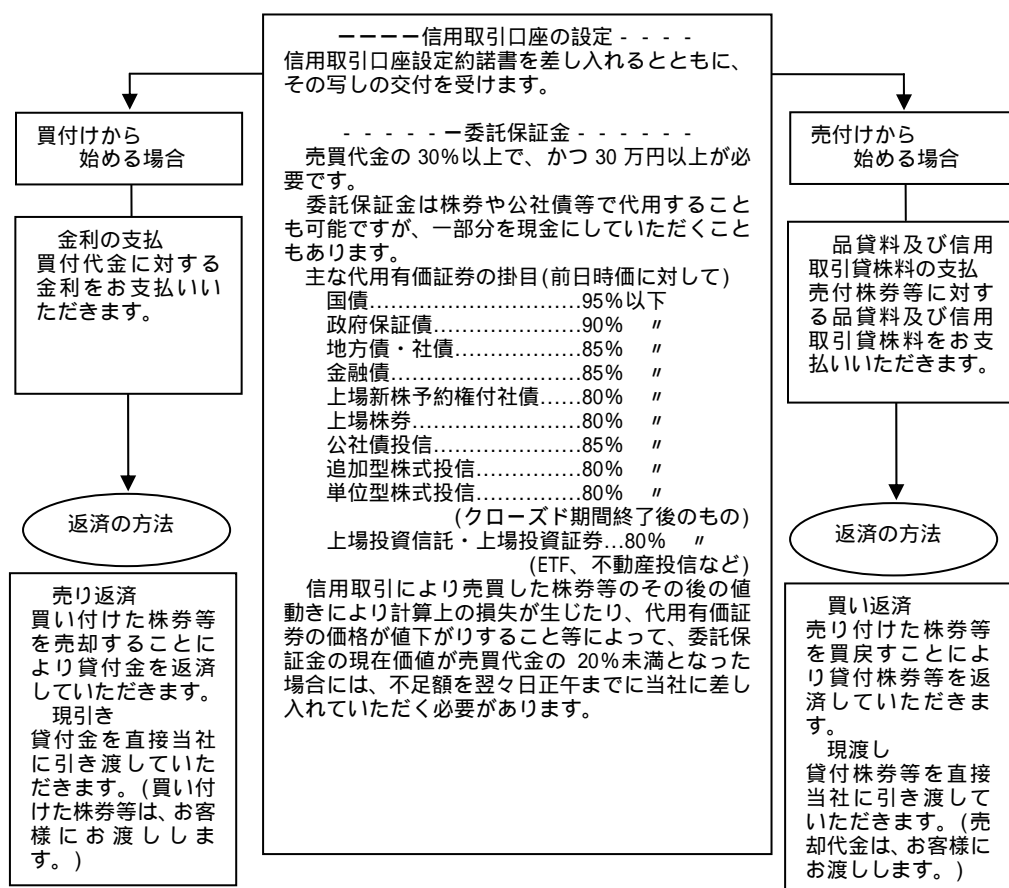 ーーーー信用取引口座の設定 - - - -
信用取引口座設定約諾書を差し入れるとともに、
その写しの交付を受けます。
- - - - - ー委託保証金 - - - - - -
売買代金の 30%以上で、かつ 30 万円以上が必
要です。
委託保証金は株券や公社債等で代用すること
も可能ですが、一部分を現金にしていただくこと
もあります。
主な代用有価証券の掛目(前日時価に対して)
国債..............................95%以下
政府保証債....................90% 〃
地方債・社債................85% 〃
金融債...........................85% 〃
上場新株予約権付社債......80% 〃
上場株券........................80% 〃
公社債投信.....................85% 〃
追加型株式投信...............80% 〃
単位型株式投信...............80% 〃
(クローズド期間終了後のもの)
上場投資信託・上場投資証券...80% 〃
(ETF、不動産投信など)
信用取引により売買した株券等のその後の値
動きにより計算上の損失が生じたり、代用有価証
券の価格が値下がりすること等によって、委託保
証金の現在価値が売買代金の 20%未満となった
場合には、不足額を翌々日正午までに当社に差し
入れていただく必要があります。
買付けから
始める場合
金利の支払
買付代金に対する
金利をお支払いい
ただきます。
返済の方法
売り返済
買い付けた株券等
を売却することに
より貸付金を返済
していただきます。
現引き
貸付金を直接当社
に引き渡していた
だきます。(買い付
けた株券等は、お客
様にお渡ししま
す。)
売付けから
始める場合
品貸料及び信用
取引貸株料の支払
売付株券等に対す
る品貸料及び信用
取引貸株料をお支
払いいただきます。
返済の方法
買い返済
売り付けた株券等
を買戻すことによ
り貸付株券等を返
済していただきま
す。
現渡し
貸付株券等を直接
当社に引き渡して
いただきます。(売
却代金は、お客様に
お渡しします。)